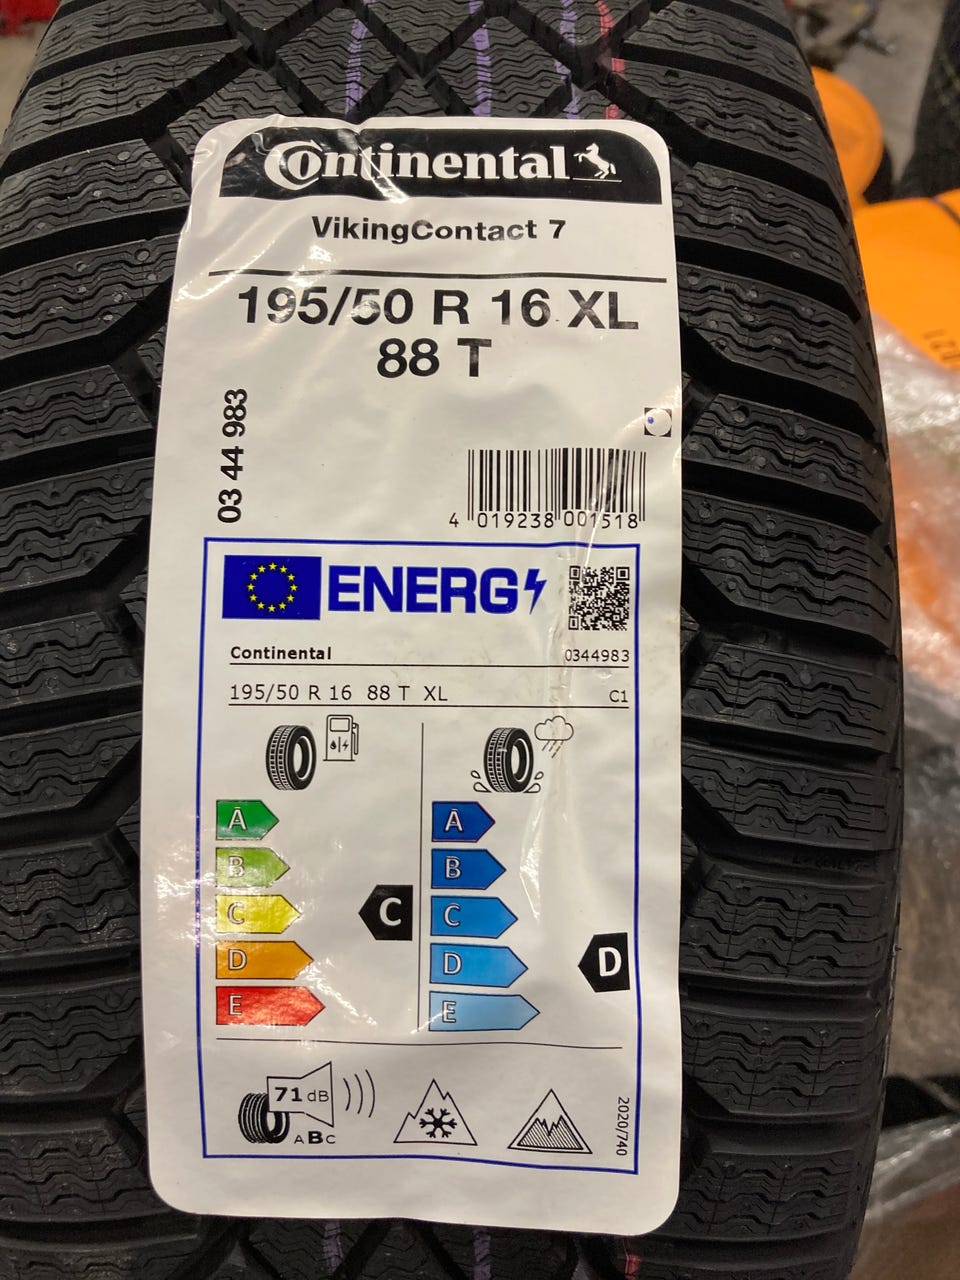 Continental
VikingContact 7
195/50 R 16 XL
88 T
03 44 983
4 019238 001518
ENERG
Continental 0344983
195/50 R 16 88 T XL C1
A A
B B
C C C
D D D
E E
71 dB
ABC
2020/740